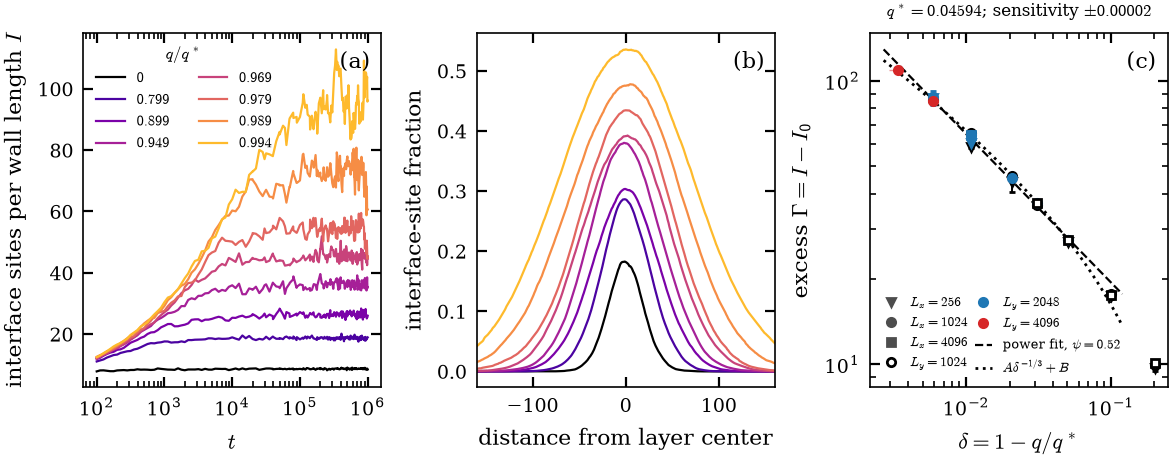 q* = 0.04594; sensitivity ±0.00002
interface sites per wall length I
100
80
60
40
20
q/q*
0
0.799
0.899
0.949
0.969
0.979
0.989
0.994
(a)
10²
10³
10⁴
10⁵
10⁶
t
interface-site fraction
0.5
0.4
0.3
0.2
0.1
0.0
(b)
−100
0
100
distance from layer center
excess Γ = I − I₀
10²
10¹
(c)
Lₓ = 256
Lₓ = 1024
Lₓ = 4096
L_y = 1024
L_y = 2048
L_y = 4096
power fit, ψ = 0.52
Aδ^{−1/3} + B
10⁻²
10⁻¹
δ = 1 − q/q*